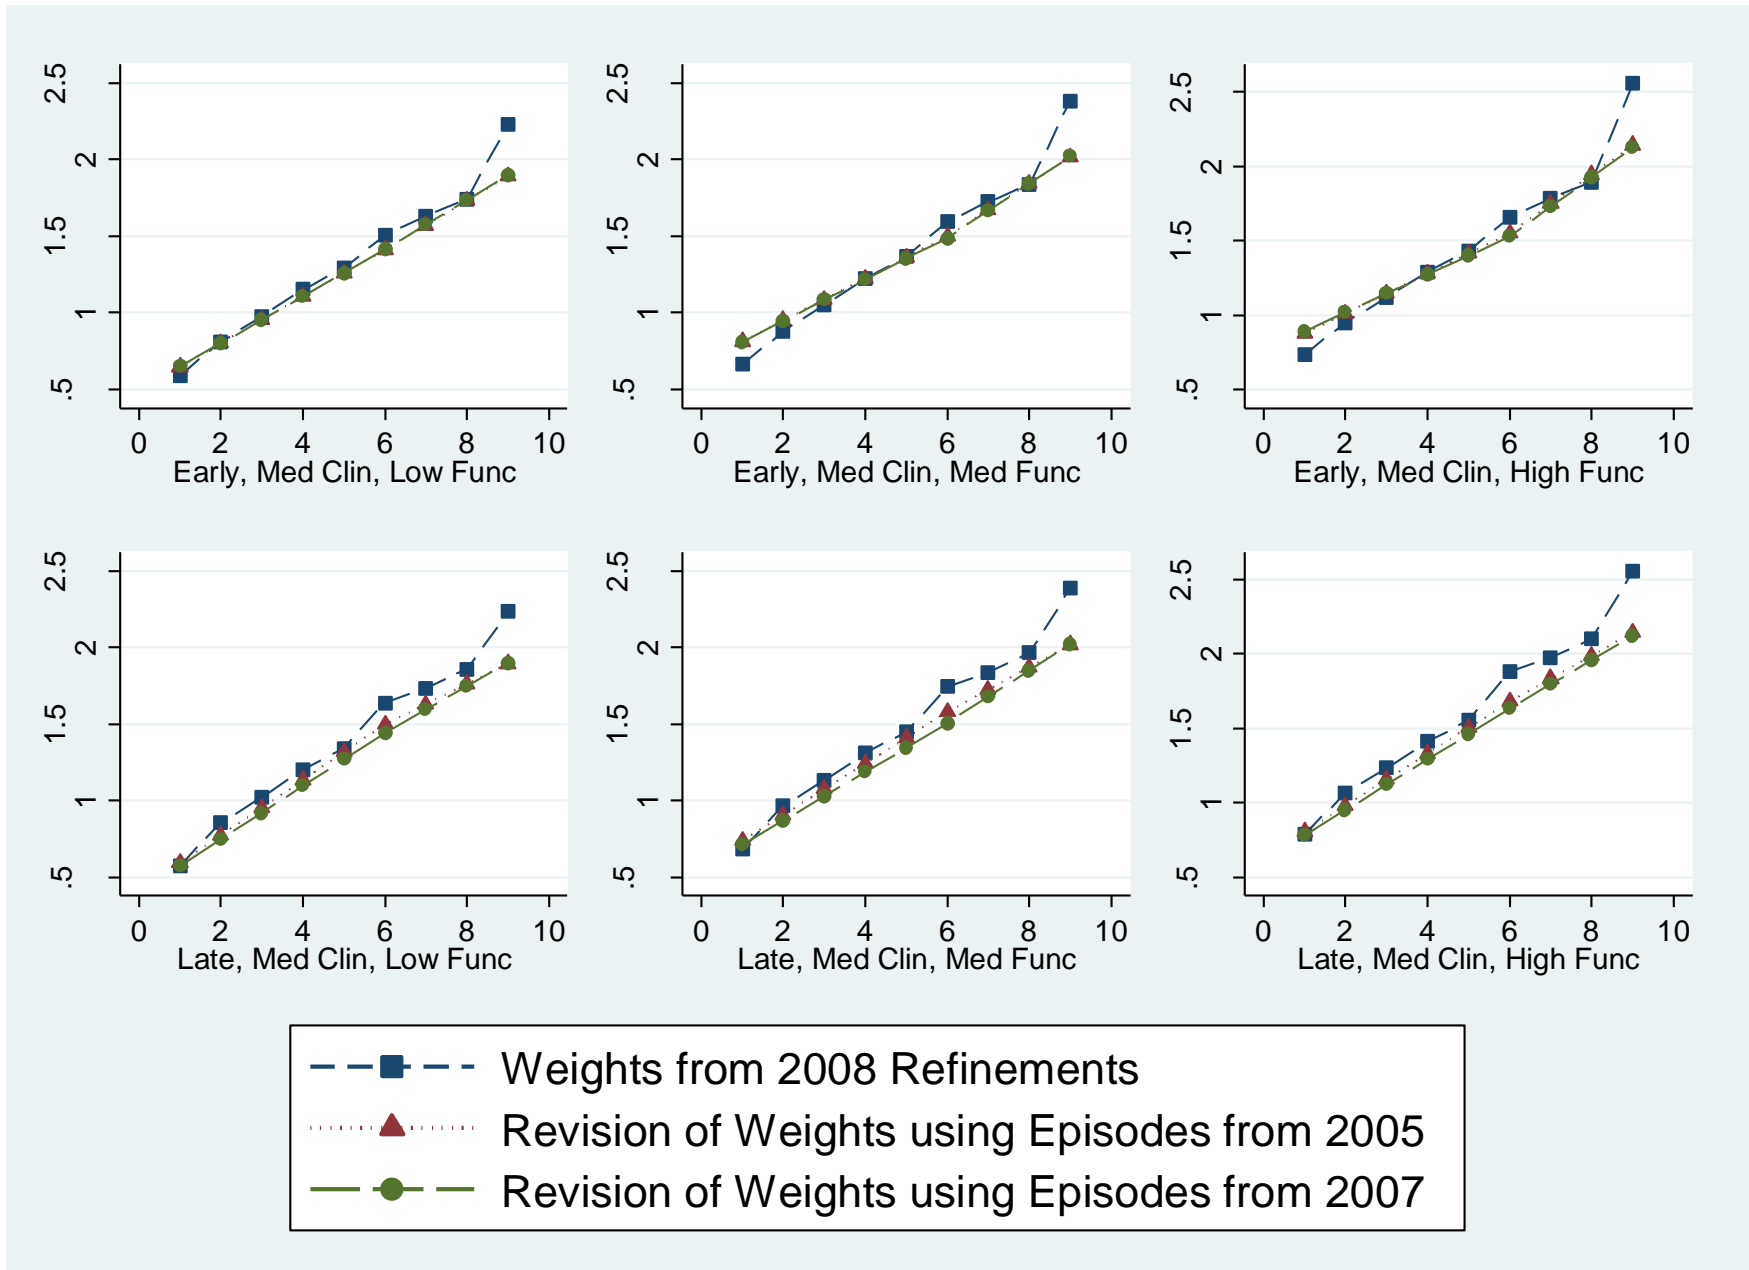 2.5 2.5 2.5
2 2 2
1.5 1.5 1.5
1 1 1
.5 .5 .5
0 2 4 6 8 10 0 2 4 6 8 10 0 2 4 6 8 10
Early, Med Clin, Low Func Early, Med Clin, Med Func Early, Med Clin, High Func
2.5 2.5 2.5
2 2 2
1.5 1.5 1.5
1 1 1
.5 .5 .5
0 2 4 6 8 10 0 2 4 6 8 10 0 2 4 6 8 10
Late, Med Clin, Low Func Late, Med Clin, Med Func Late, Med Clin, High Func
Weights from 2008 Refinements
Revision of Weights using Episodes from 2005
Revision of Weights using Episodes from 2007